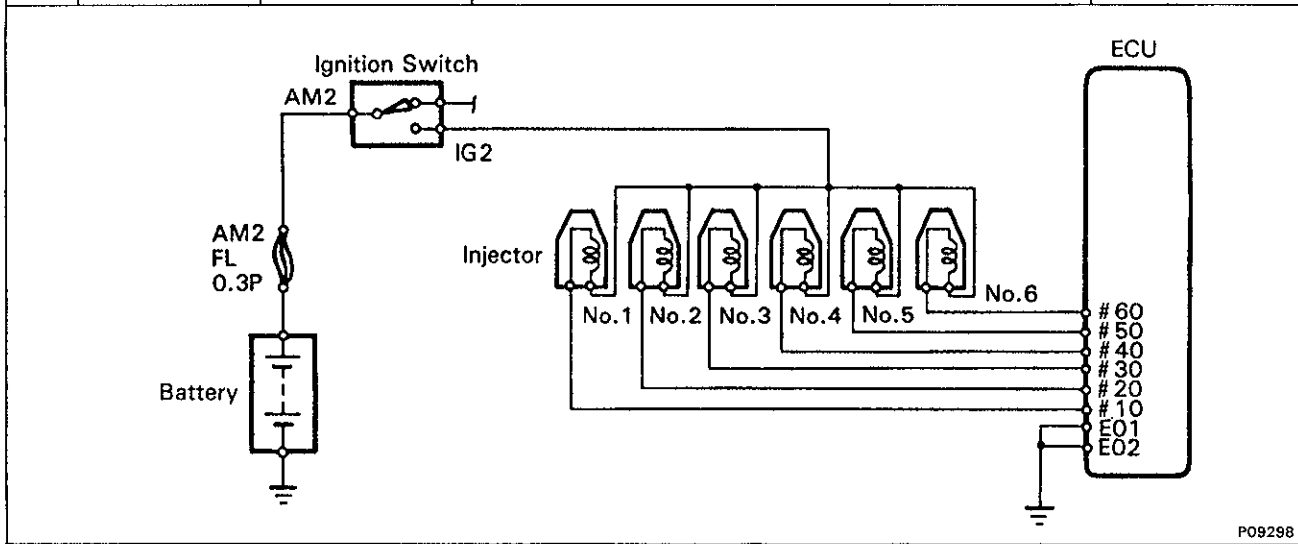 ECU
Ignition Switch
AM2
IG2
AM2
FL
0.3P
Injector
No.1 No.2 No.3 No.4 No.5 No.6
#60
#50
#40
#30
#20
#10
E01
E02
Battery
P09298